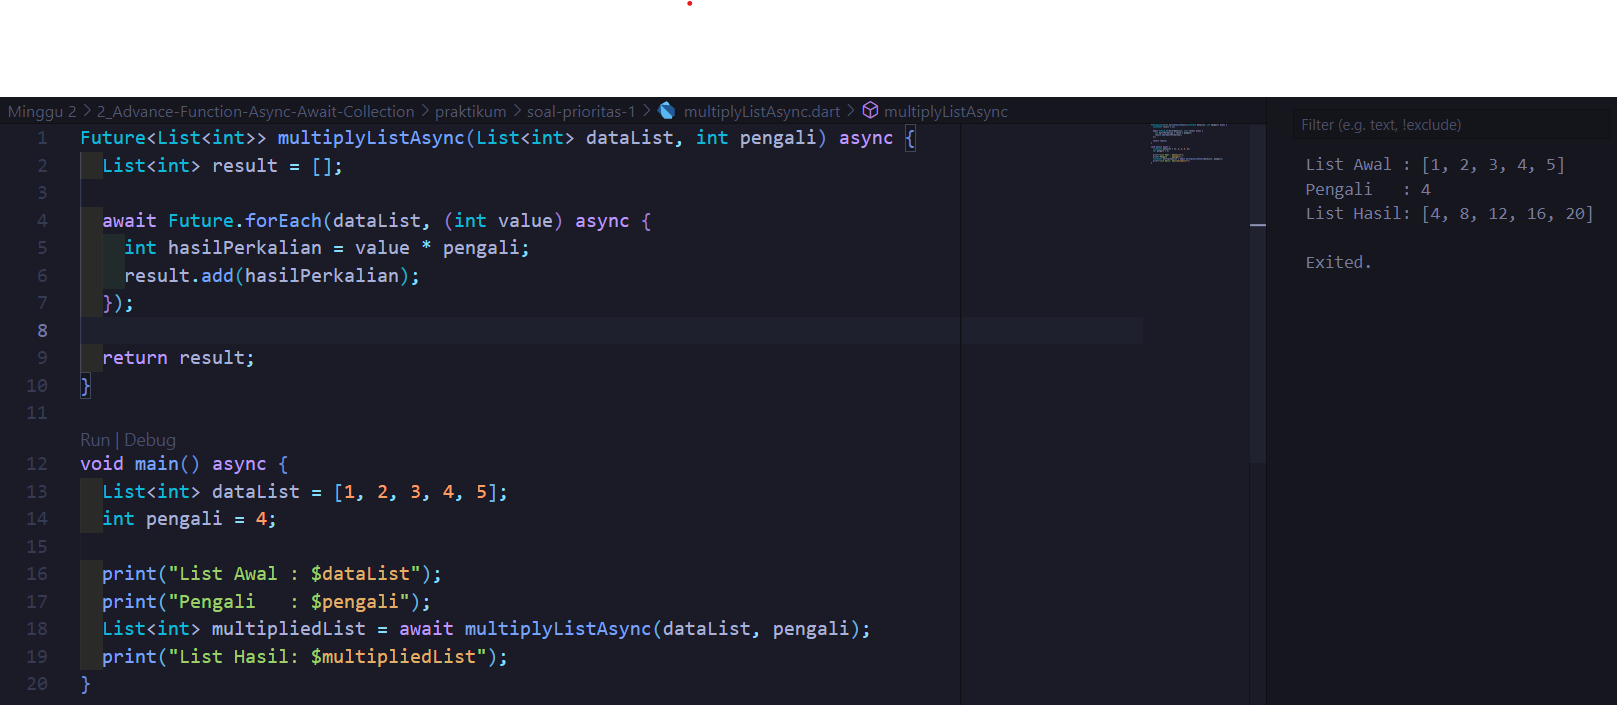 Minggu 2 > 2_Advance-Function-Async-Await-Collection > praktikum > soal-prioritas-1 > multiplyListAsync.dart > multiplyListAsync
1 Future<List<int>> multiplyListAsync(List<int> dataList, int pengali) async {
2   List<int> result = [];
3
4   await Future.forEach(dataList, (int value) async {
5     int hasilPerkalian = value * pengali;
6     result.add(hasilPerkalian);
7   });
8
9   return result;
10 }
11
Run | Debug
12 void main() async {
13   List<int> dataList = [1, 2, 3, 4, 5];
14   int pengali = 4;
15
16   print("List Awal : $dataList");
17   print("Pengali   : $pengali");
18   List<int> multipliedList = await multiplyListAsync(dataList, pengali);
19   print("List Hasil: $multipliedList");
20 }
Filter (e.g. text, !exclude)
List Awal : [1, 2, 3, 4, 5]
Pengali   : 4
List Hasil: [4, 8, 12, 16, 20]
Exited.